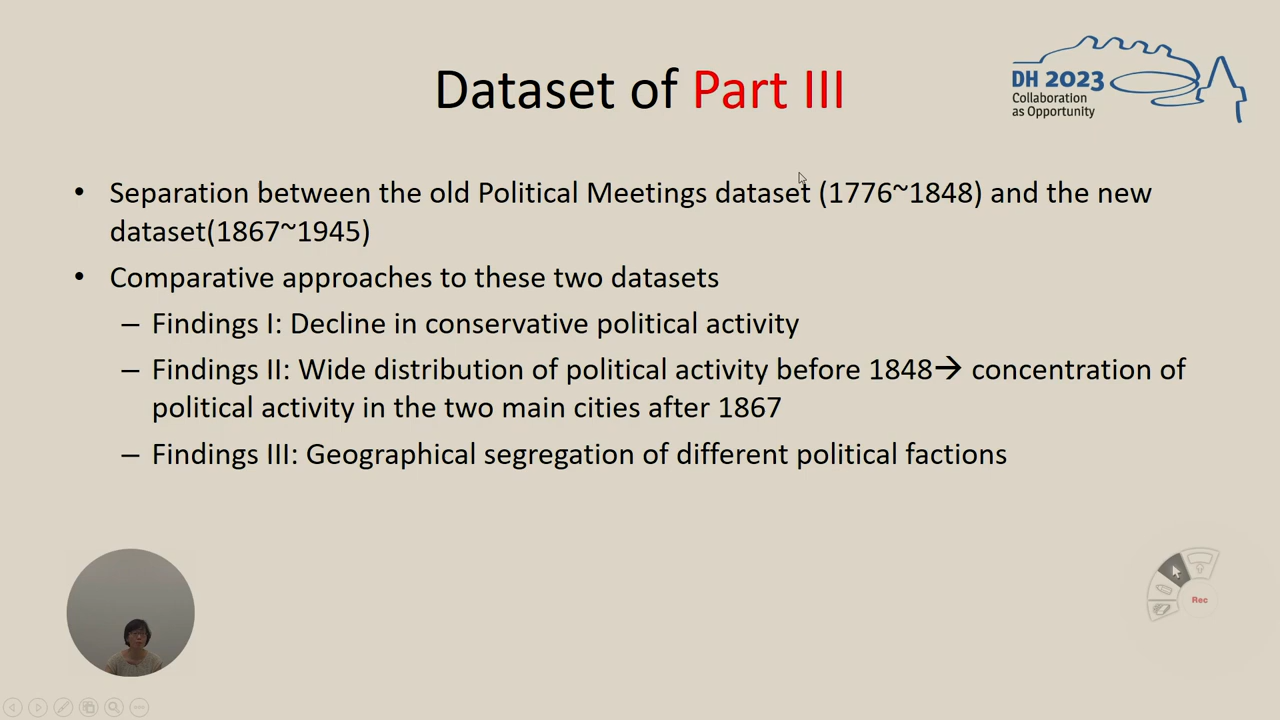 Dataset of Part III
DH 2023
Collaboration
as Opportunity
• Separation between the old Political Meetings dataset (1776~1848) and the new
dataset(1867~1945)
• Comparative approaches to these two datasets
– Findings I: Decline in conservative political activity
– Findings II: Wide distribution of political activity before 1848→ concentration of
political activity in the two main cities after 1867
– Findings III: Geographical segregation of different political factions
Rec